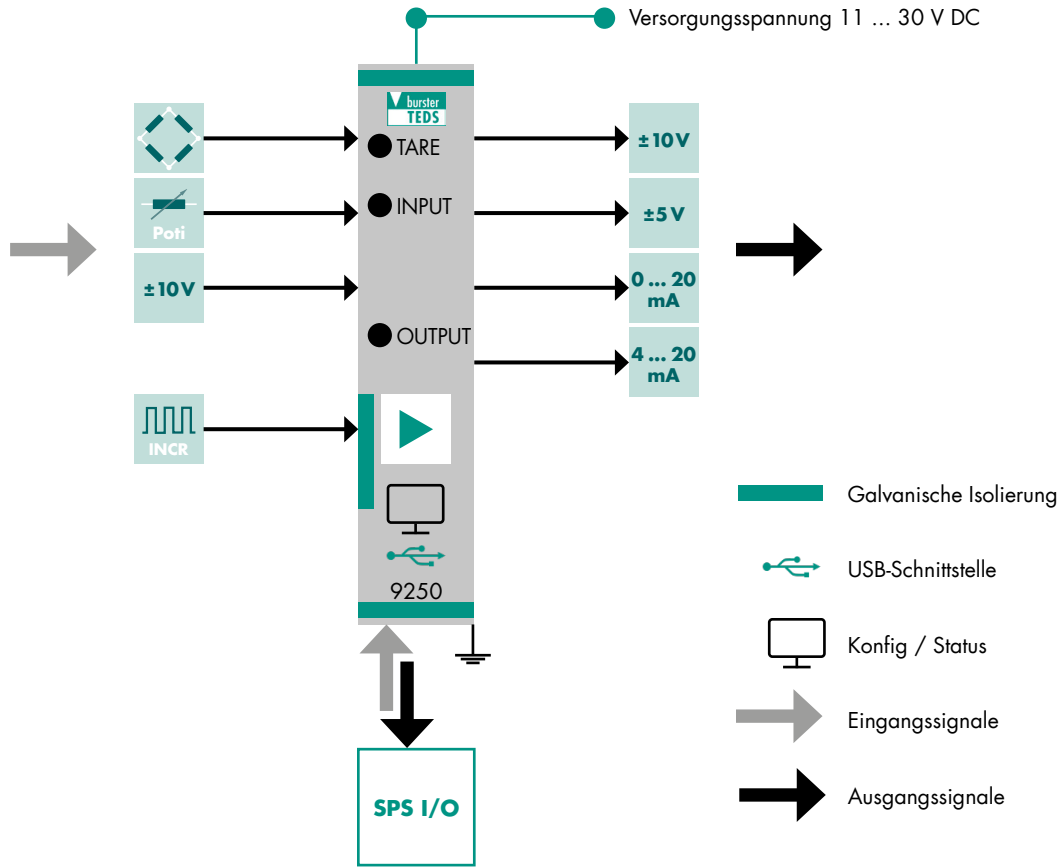 Versorgungsspannung 11 ... 30 V DC
burster
TEDS
TARE
INPUT
OUTPUT
9250
Poti
±10V
INCR
±10V
±5V
0 ... 20
mA
4 ... 20
mA
SPS I/O
Galvanische Isolierung
USB-Schnittstelle
Konfig / Status
Eingangssignale
Ausgangssignale